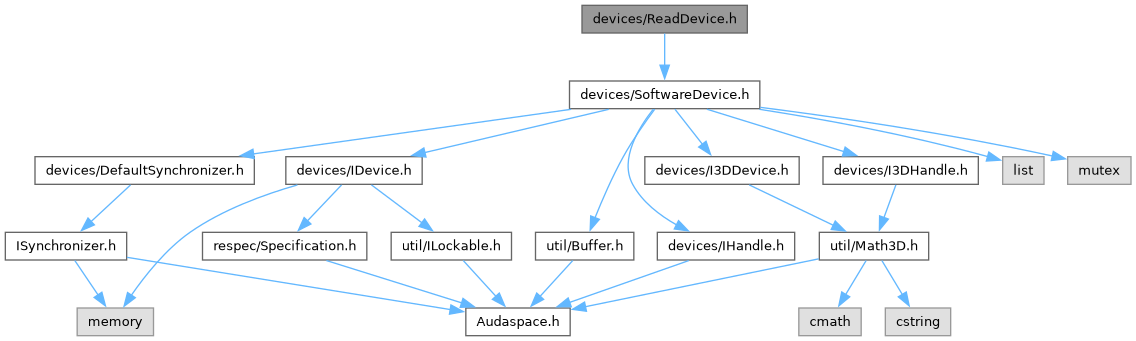 devices/ReadDevice.h
devices/SoftwareDevice.h
devices/DefaultSynchronizer.h
devices/IDevice.h
devices/I3DDevice.h
devices/I3DHandle.h
list
mutex
ISynchronizer.h
respec/Specification.h
util/ILockable.h
util/Buffer.h
devices/IHandle.h
util/Math3D.h
memory
Audaspace.h
cmath
cstring